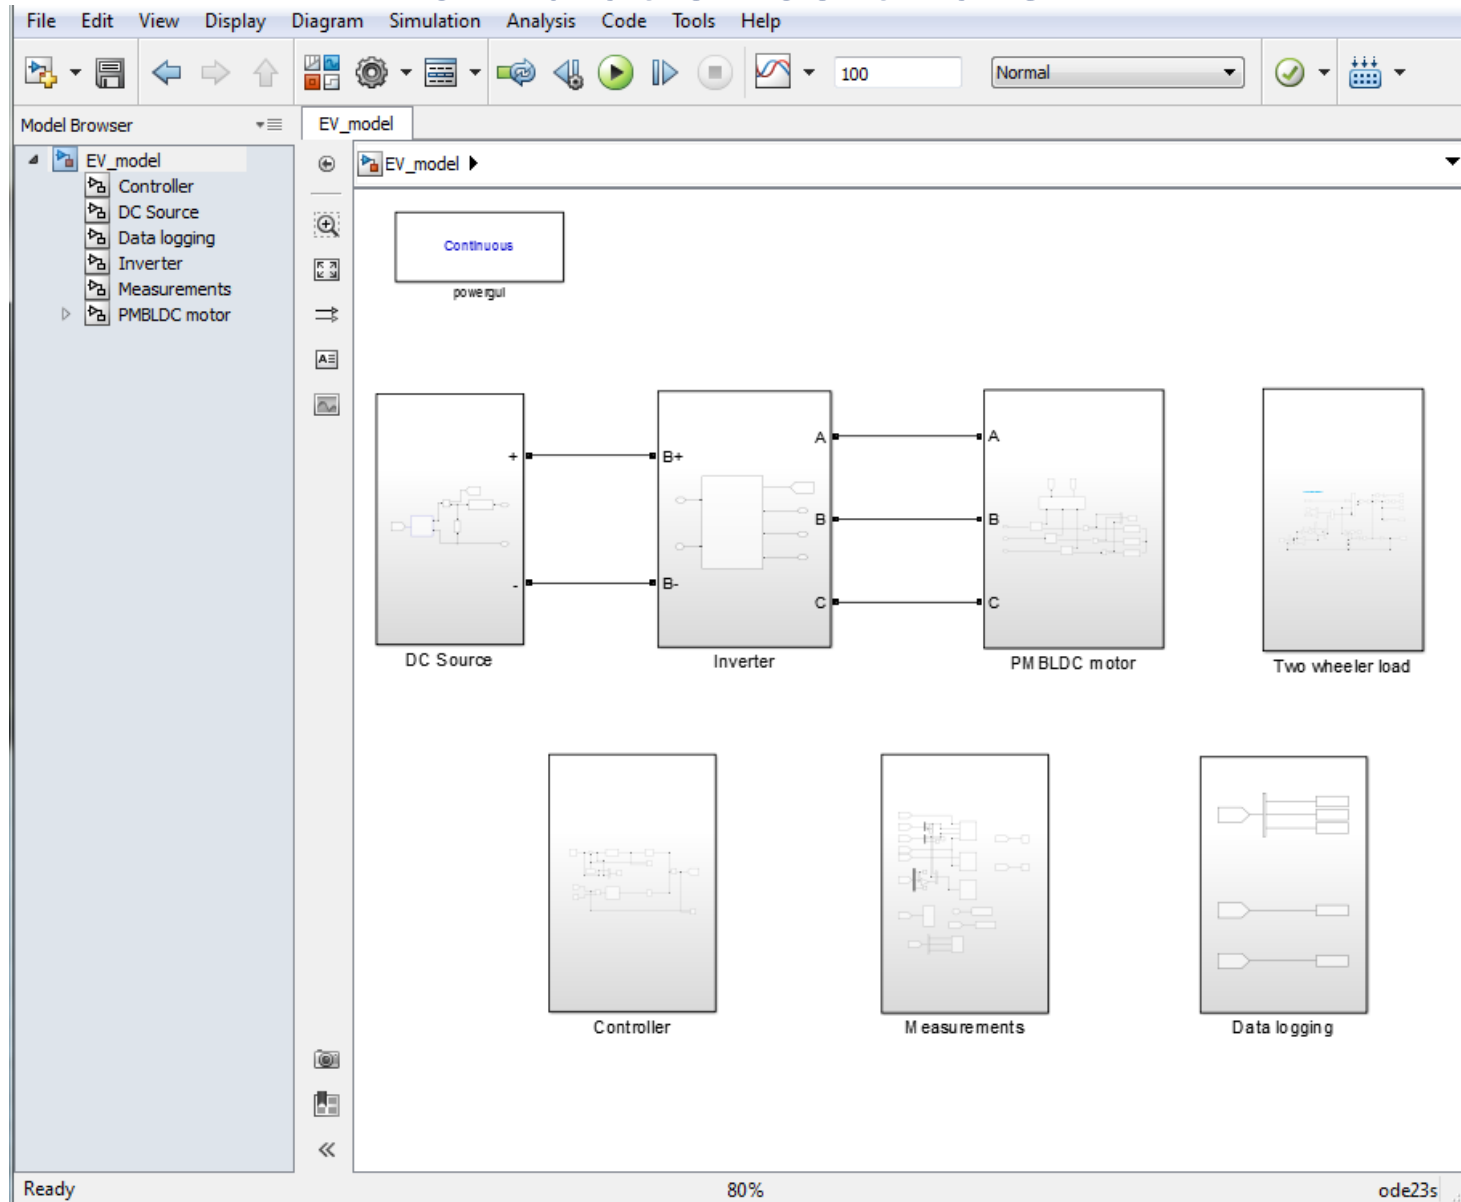 File Edit View Display Diagram Simulation Analysis Code Tools Help
100 Normal
Model Browser
EV_model
Controller
DC Source
Data logging
Inverter
Measurements
PMBLDC motor
EV_model
EV_model
Continuous
powergui
+
-
DC Source
B+
B-
A
B
C
Inverter
A
B
C
PMBLDC motor
Two wheeler load
Controller
Measurements
Data logging
Ready 80% ode23s